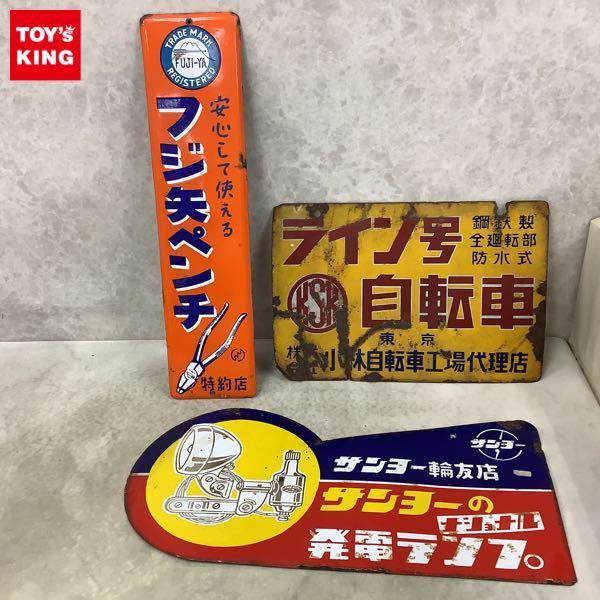 TOY'S
KING
TRADE MARK
FUJI-YA
REGISTERED
安心して使える
フジ矢ペンチ
特約店
ライン号
鋼鉄製
全廻転部
防水式
KSK
自転車
東京
株
小林自転車工場代理店
サンヨー
サンヨー輪友店
サンヨーの
発電ランプ。